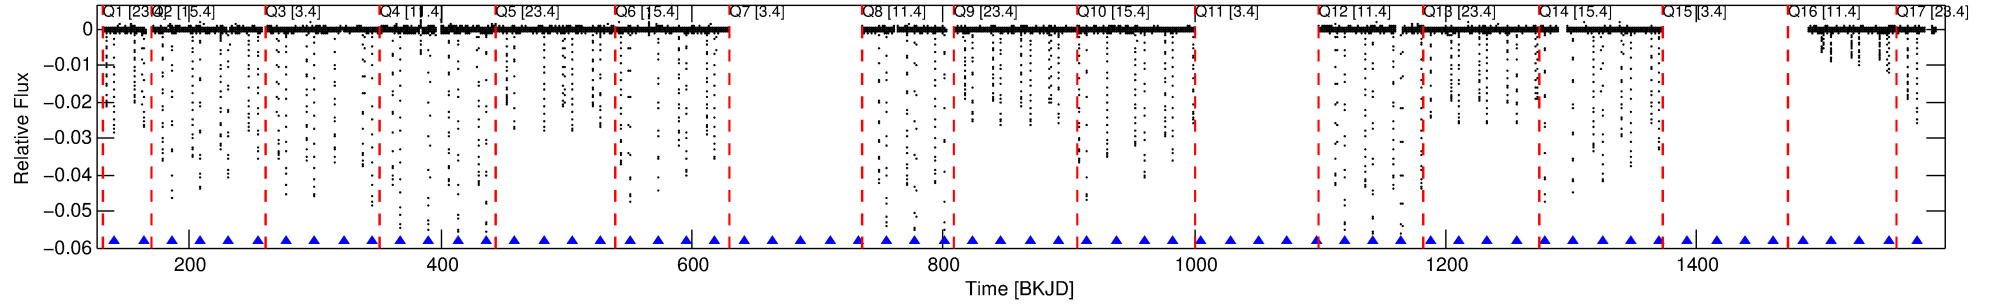 Q1 [23.4] Q2 [15.4] Q3 [3.4] Q4 [11.4] Q5 [23.4] Q6 [15.4] Q7 [3.4] Q8 [11.4] Q9 [23.4] Q10 [15.4] Q11 [3.4] Q12 [11.4] Q13 [23.4] Q14 [15.4] Q15 [3.4] Q16 [11.4] Q17 [23.4]
0
−0.01
−0.02
−0.03
−0.04
−0.05
−0.06
Relative Flux
200 400 600 800 1000 1200 1400
Time [BKJD]